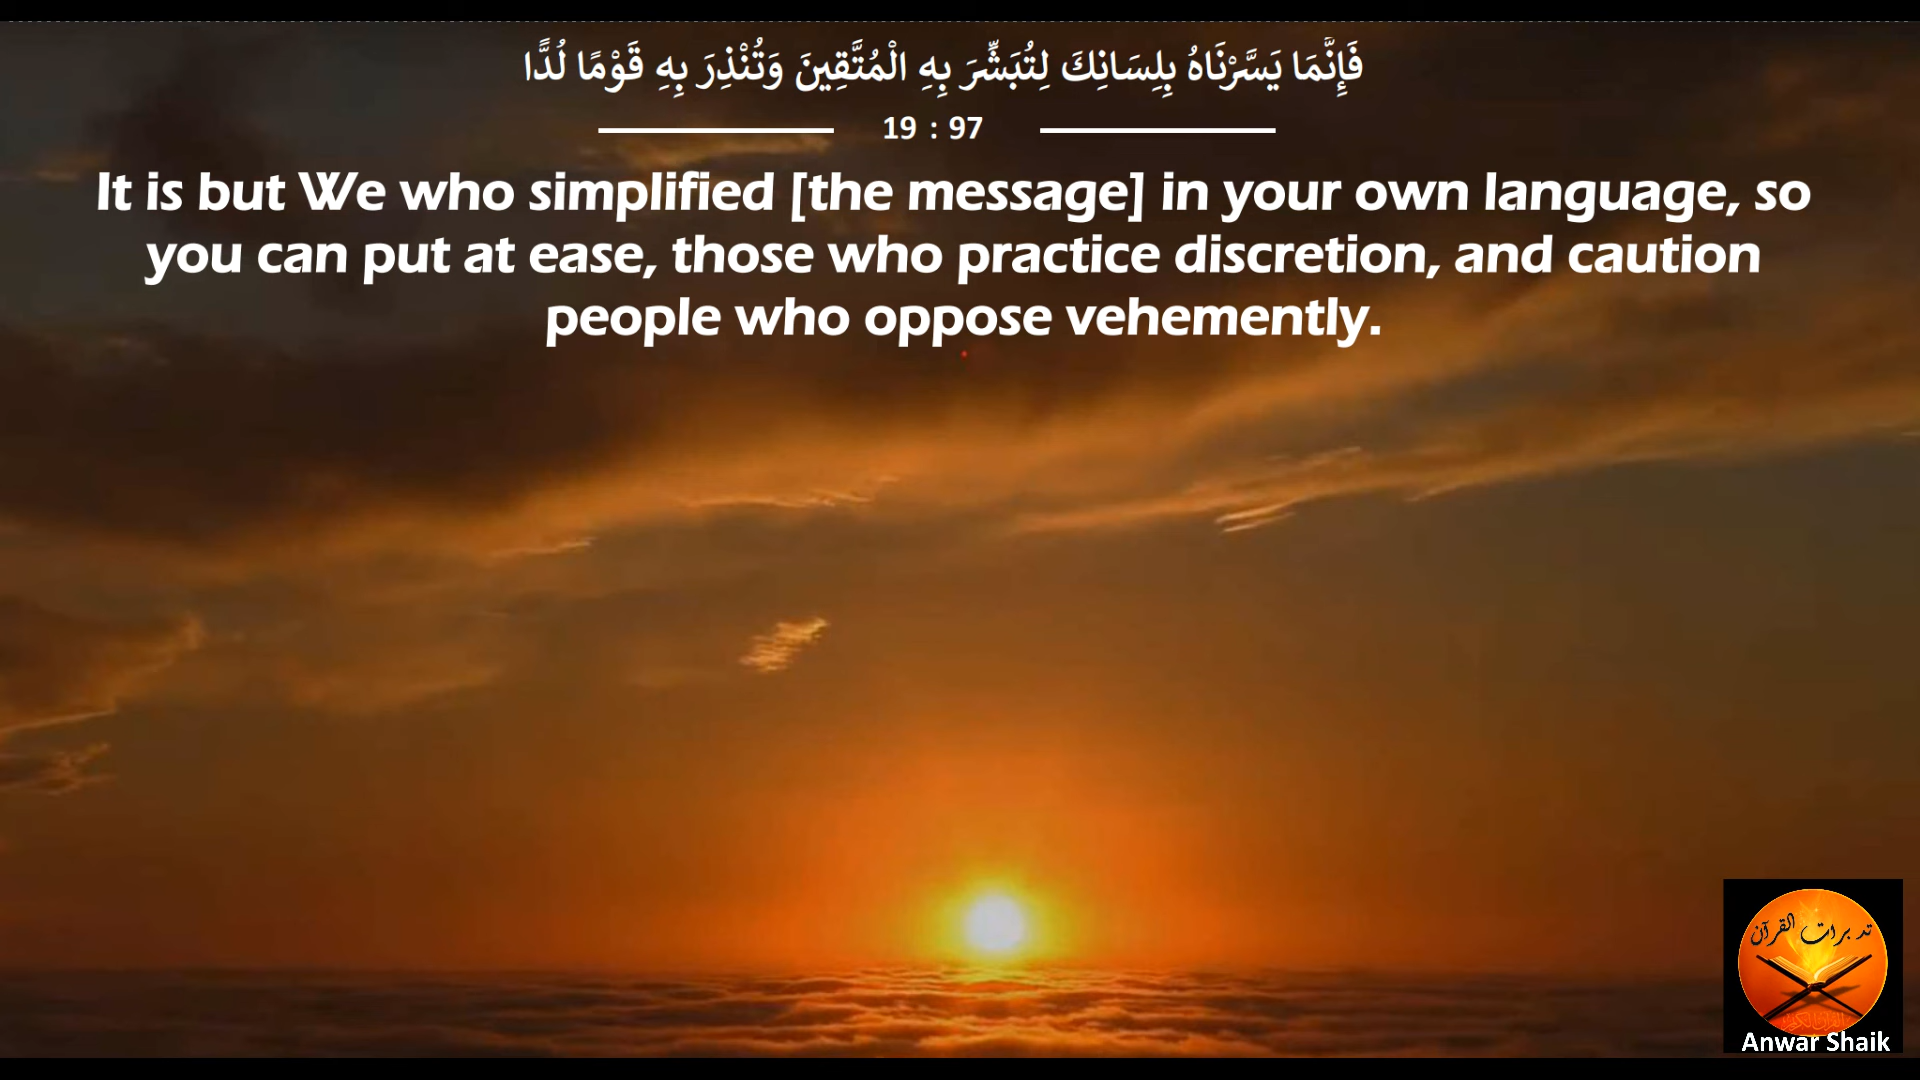 فَإِنَّمَا يَسَّرْنَاهُ بِلِسَانِكَ لِتُبَشِّرَ بِهِ الْمُتَّقِينَ وَتُنْذِرَ بِهِ قَوْمًا لُدًّا
19 : 97
It is but We who simplified [the message] in your own language, so
you can put at ease, those who practice discretion, and caution
people who oppose vehemently.
تدبرات القرآن
Anwar Shaik